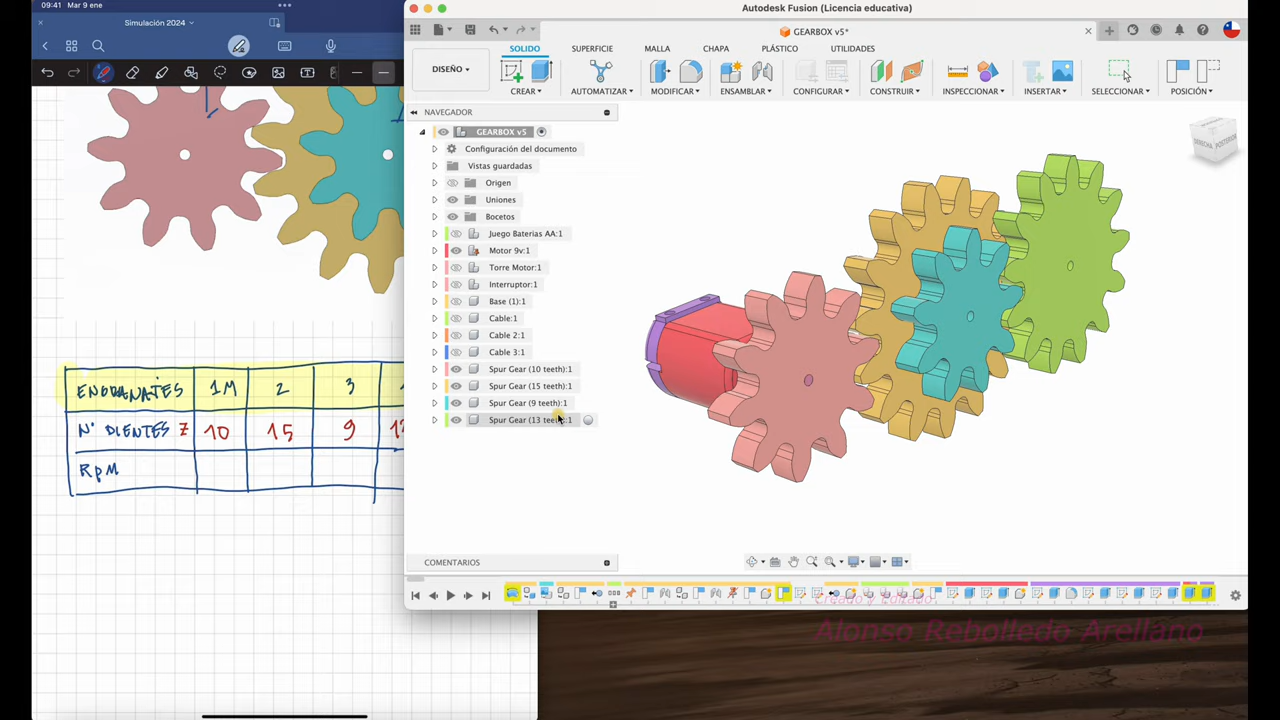 09:41 Mar 9 ene
Simulación 2024
ENGRANAJES 1M 2 3
N° DIENTES Z 10 15 9
RPM
Autodesk Fusion (Licencia educativa)
GEARBOX v5*
DISEÑO
SOLIDO SUPERFICIE MALLA CHAPA PLÁSTICO UTILIDADES
CREAR AUTOMATIZAR MODIFICAR ENSAMBLAR CONFIGURAR CONSTRUIR INSPECCIONAR INSERTAR SELECCIONAR POSICIÓN
NAVEGADOR
GEARBOX v5
Configuración del documento
Vistas guardadas
Origen
Uniones
Bocetos
Juego Baterias AA:1
Motor 9v:1
Torre Motor:1
Interruptor:1
Base (1):1
Cable:1
Cable 2:1
Cable 3:1
Spur Gear (10 teeth):1
Spur Gear (15 teeth):1
Spur Gear (9 teeth):1
Spur Gear (13 teeth):1
DERECHA POSTERIOR
COMENTARIOS
Creado y Editado:
Alonso Rebolledo Arellano